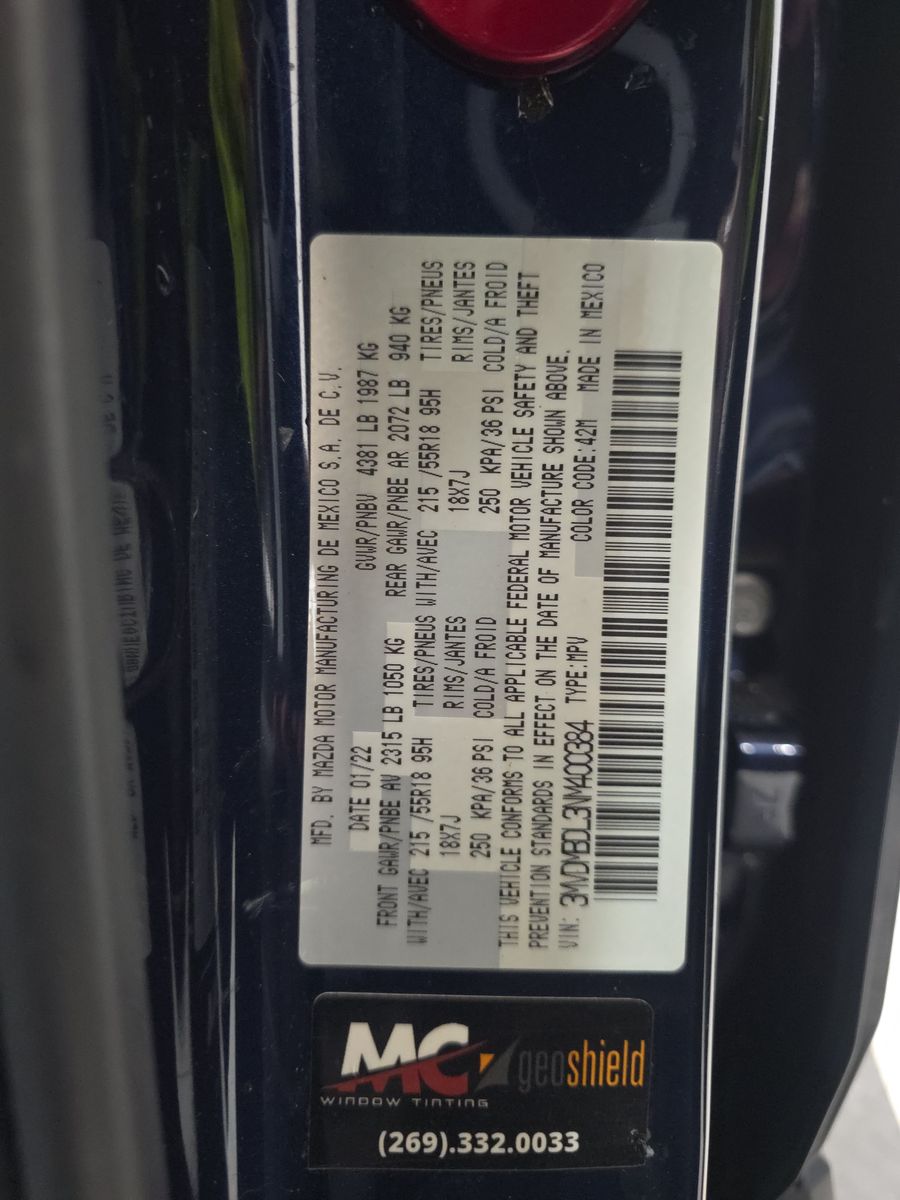 MFD. BY MAZDA MOTOR MANUFACTURING DE MEXICO S.A. DE C.V.
DATE 01/22 GVWR/PNBV 4381 LB 1987 KG
FRONT GAWR/PNBE AV 2315 LB 1050 KG REAR GAWR/PNBE AR 2072 LB 940 KG
WITH/AVEC 215 /55R18 95H TIRES/PNEUS WITH/AVEC 215 /55R18 95H TIRES/PNEUS
18X7J RIMS/JANTES 18X7J RIMS/JANTES
250 KPA/36 PSI COLD/A FROID 250 KPA/36 PSI COLD/A FROID
THIS VEHICLE CONFORMS TO ALL APPLICABLE FEDERAL MOTOR VEHICLE SAFETY AND THEFT
PREVENTION STANDARDS IN EFFECT ON THE DATE OF MANUFACTURE SHOWN ABOVE.
VIN: 3MVDMBDL3NM400384 TYPE:MPV COLOR CODE:42M MADE IN MEXICO
MC geoshield
WINDOW TINTING
(269).332.0033